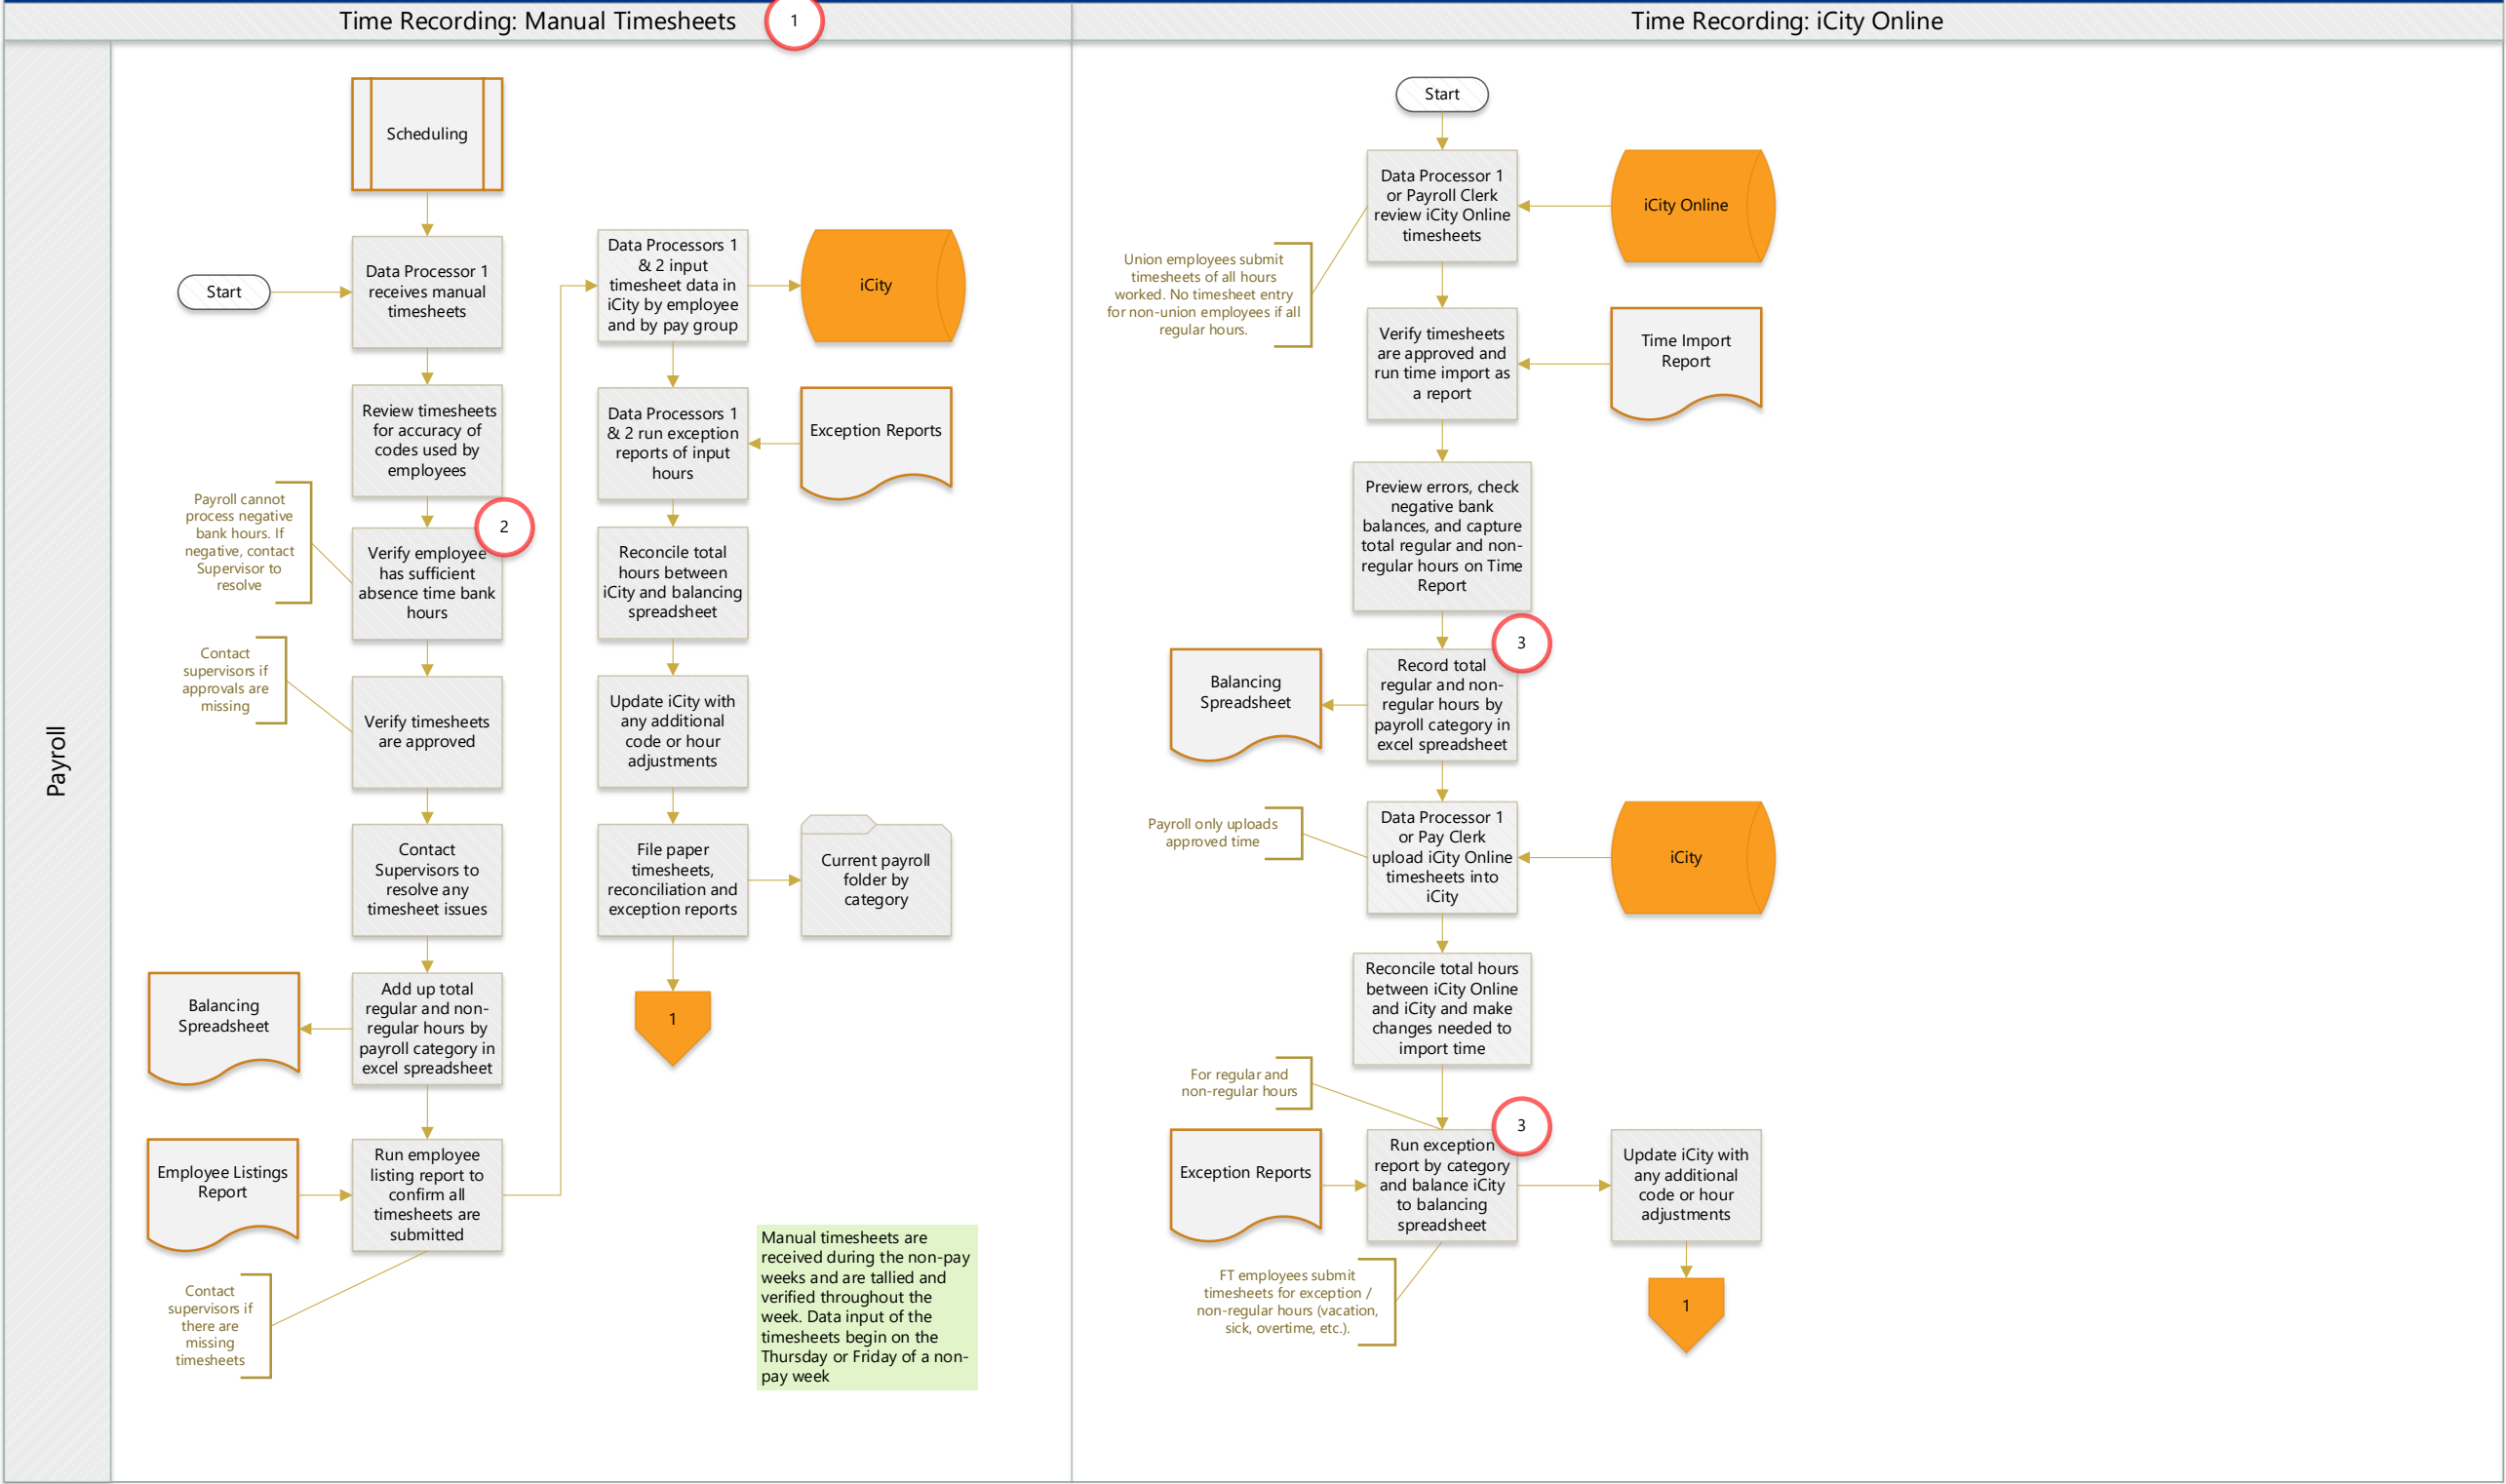 Time Recording: Manual Timesheets
1
Time Recording: iCity Online
Payroll
Scheduling
Start
Data Processor 1
receives manual
timesheets
Review timesheets
for accuracy of
codes used by
employees
Payroll cannot
process negative
bank hours. If
negative, contact
Supervisor to
resolve
2
Verify employee
has sufficient
absence time bank
hours
Contact
supervisors if
approvals are
missing
Verify timesheets
are approved
Contact
Supervisors to
resolve any
timesheet issues
Balancing
Spreadsheet
Add up total
regular and non-
regular hours by
payroll category in
excel spreadsheet
Employee Listings
Report
Run employee
listing report to
confirm all
timesheets are
submitted
Contact
supervisors if
there are
missing
timesheets
Data Processors 1
& 2 input
timesheet data in
iCity by employee
and by pay group
iCity
Data Processors 1
& 2 run exception
reports of input
hours
Exception Reports
Reconcile total
hours between
iCity and balancing
spreadsheet
Update iCity with
any additional
code or hour
adjustments
File paper
timesheets,
reconciliation and
exception reports
Current payroll
folder by
category
1
Manual timesheets are
received during the non-pay
weeks and are tallied and
verified throughout the
week. Data input of the
timesheets begin on the
Thursday or Friday of a non-
pay week
Start
Data Processor 1
or Payroll Clerk
review iCity Online
timesheets
iCity Online
Union employees submit
timesheets of all hours
worked. No timesheet entry
for non-union employees if all
regular hours.
Verify timesheets
are approved and
run time import as
a report
Time Import
Report
Preview errors, check
negative bank
balances, and capture
total regular and non-
regular hours on Time
Report
3
Balancing
Spreadsheet
Record total
regular and non-
regular hours by
payroll category in
excel spreadsheet
Payroll only uploads
approved time
Data Processor 1
or Pay Clerk
upload iCity Online
timesheets into
iCity
iCity
Reconcile total hours
between iCity Online
and iCity and make
changes needed to
import time
For regular and
non-regular hours
3
Exception Reports
Run exception
report by category
and balance iCity
to balancing
spreadsheet
Update iCity with
any additional
code or hour
adjustments
FT employees submit
timesheets for exception /
non-regular hours (vacation,
sick, overtime, etc.).
1